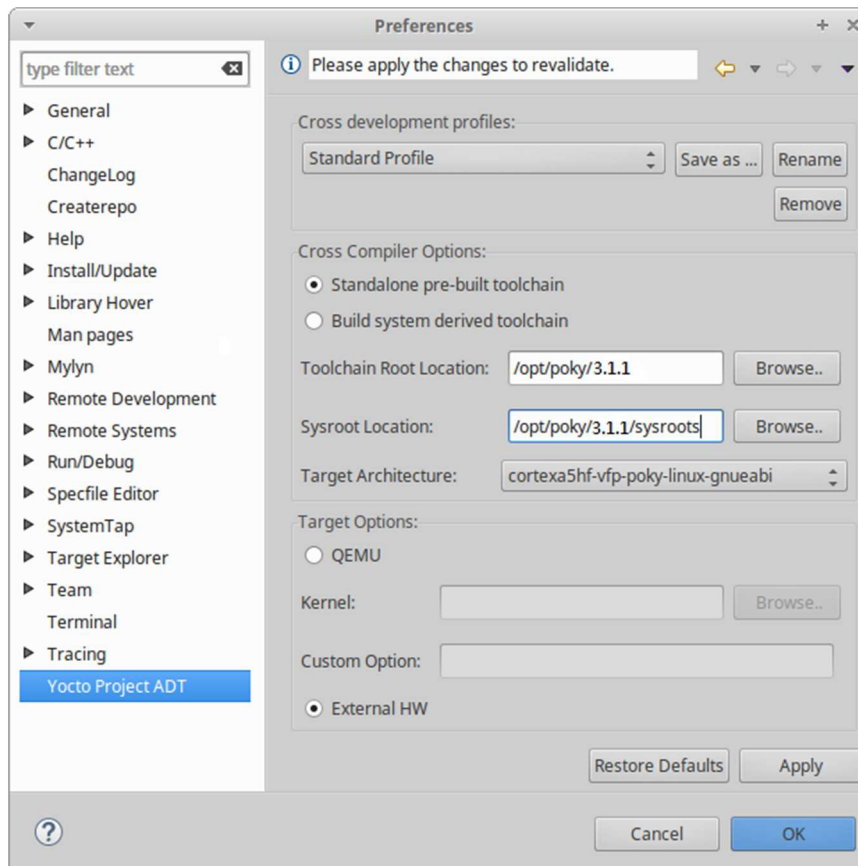 Preferences
type filter text
Please apply the changes to revalidate.
General
C/C++
ChangeLog
Createrepo
Help
Install/Update
Library Hover
Man pages
Mylyn
Remote Development
Remote Systems
Run/Debug
Specfile Editor
SystemTap
Target Explorer
Team
Terminal
Tracing
Yocto Project ADT
Cross development profiles:
Standard Profile Save as ... Rename
Remove
Cross Compiler Options:
Standalone pre-built toolchain
Build system derived toolchain
Toolchain Root Location: /opt/poky/3.1.1 Browse..
Sysroot Location: /opt/poky/3.1.1/sysroots Browse..
Target Architecture: cortexa5hf-vfp-poky-linux-gnueabi
Target Options:
QEMU
Kernel: Browse..
Custom Option:
External HW
Restore Defaults Apply
? Cancel OK